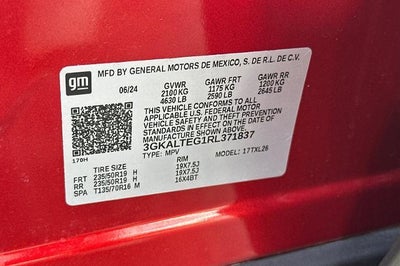 gm
MFD BY GENERAL MOTORS DE MEXICO, S. DE R.L. DE C.V.
06/24 GVWR GAWR FRT GAWR RR
2100 KG 1175 KG 1200 KG
4630 LB 2590 LB 2645 LB
THIS VEHICLE CONFORMS TO ALL
APPLICABLE U.S. FEDERAL MOTOR
VEHICLE SAFETY, BUMPER, AND
THEFT PREVENTION STANDARDS
IN EFFECT ON THE DATE OF
MANUFACTURE SHOWN ABOVE.
3GKALTEG1RL371837
TYPE: MPV MODEL: 17TXL26
170H
TIRE SIZE RIM
FRT 235/50R19 H 19X7.5J
RR 235/50R19 H 19X7.5J
SP T135/70R16 M 16X4BT